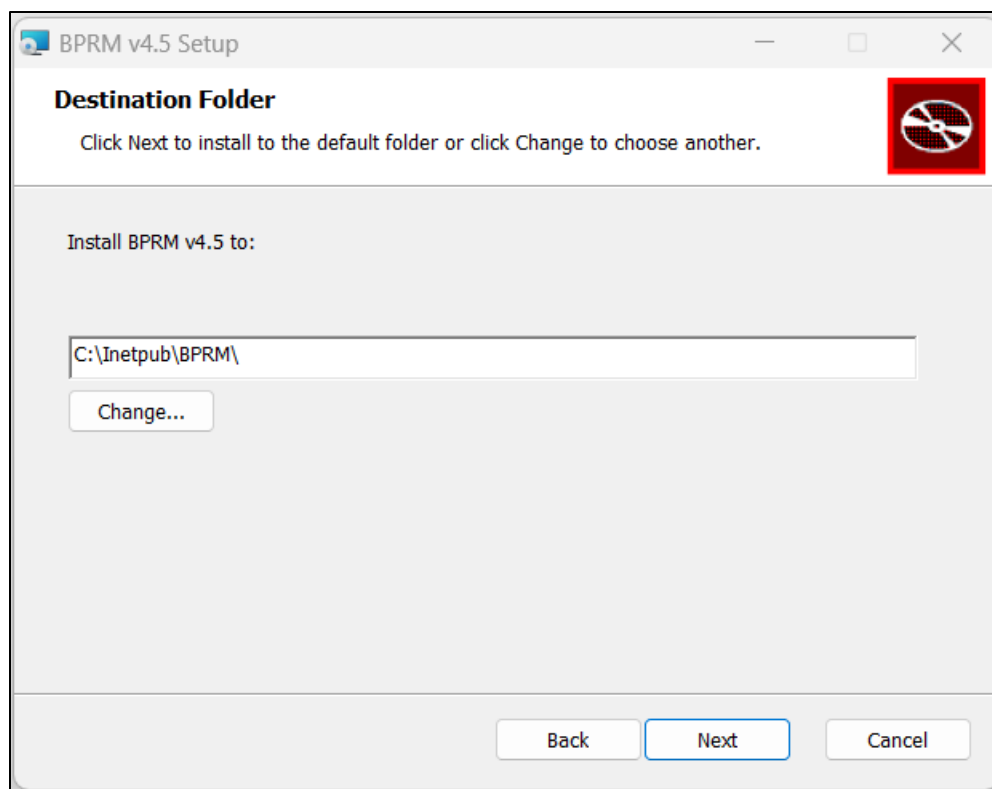 BPRM v4.5 Setup
Destination Folder
Click Next to install to the default folder or click Change to choose another.
Install BPRM v4.5 to:
C:\Inetpub\BPRM\
Change...
Back Next Cancel